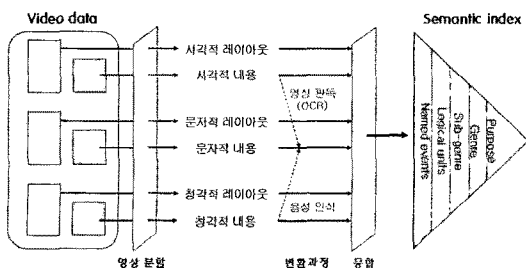 Video data
Semantic index
시각적 레이아웃
시각적 내용
영상 판독
(OCR)
문자적 레이아웃
문자적 내용
청각적 레이아웃
음성 인식
청각적 내용
Named events
Logical units
Sub-genre
Genre
Purpose
영상 분할
변환과정
융합